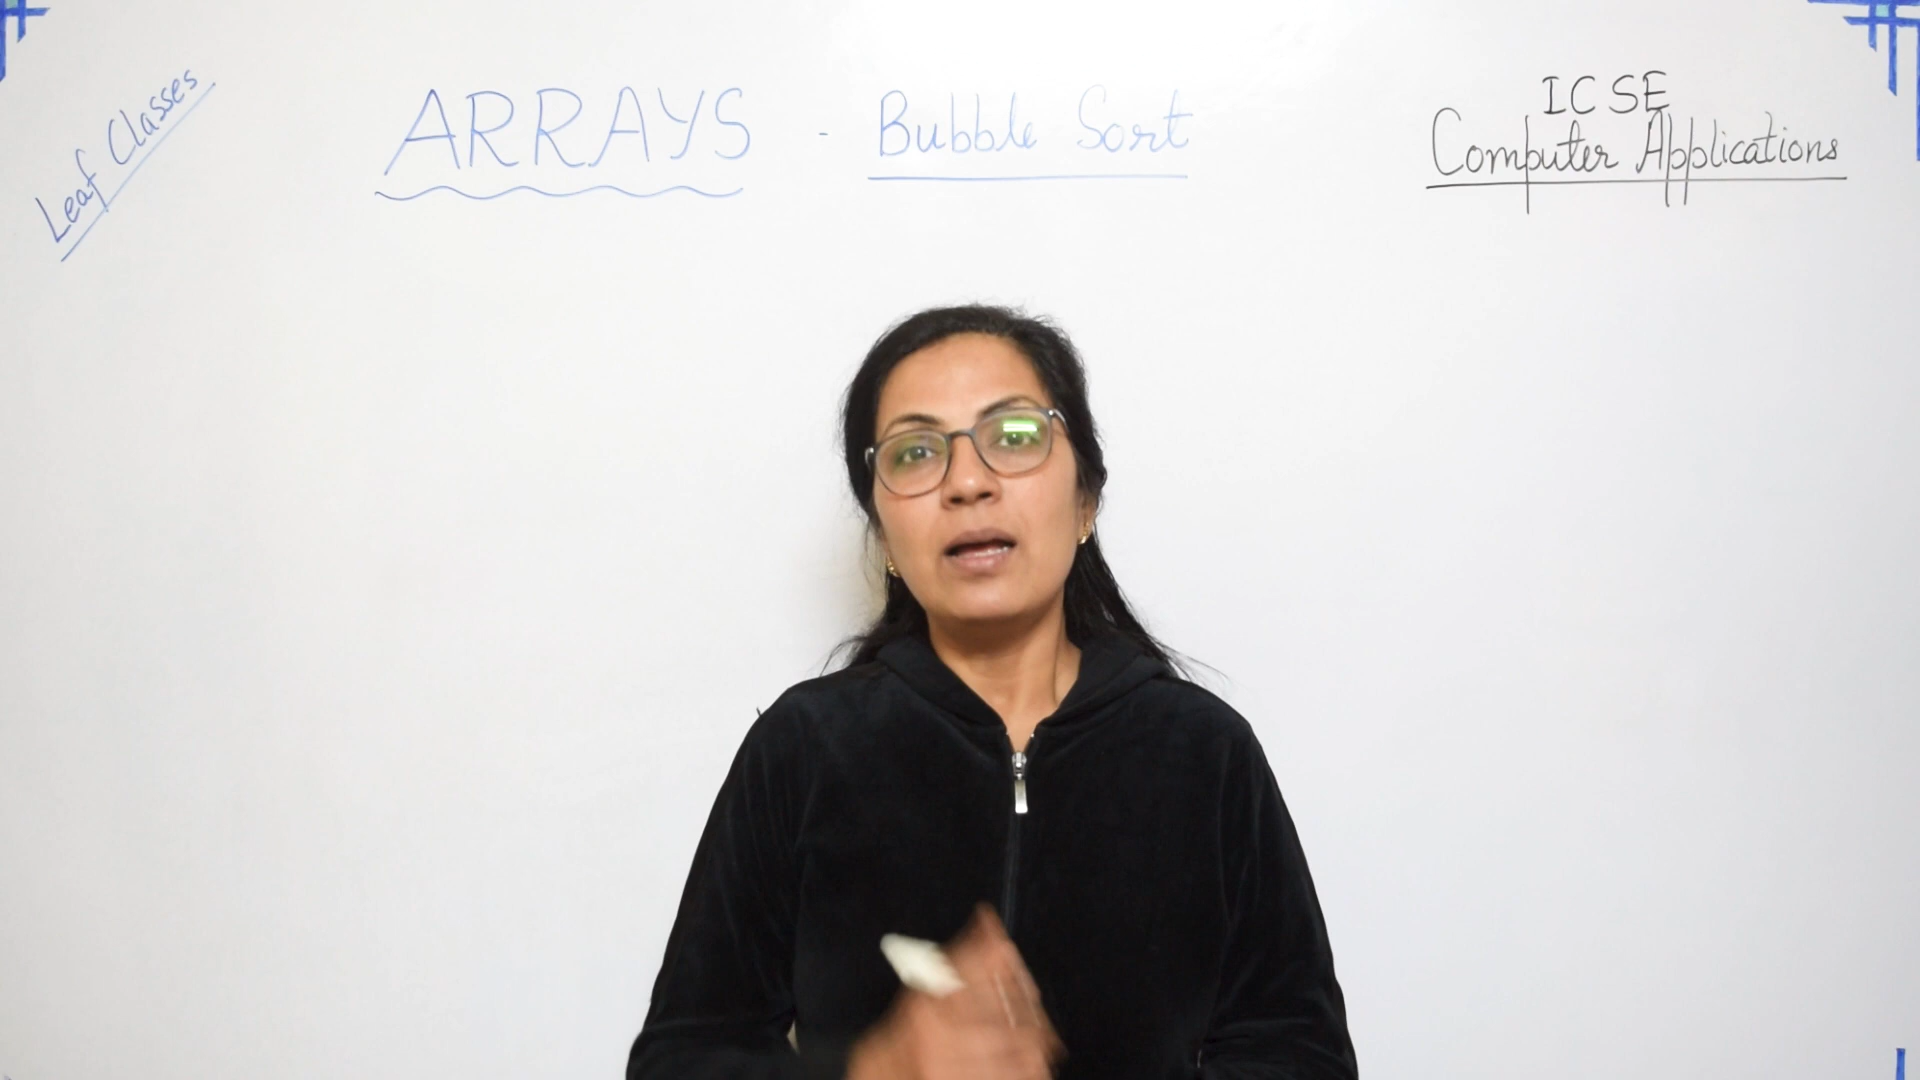 Leaf Classes
ARRAYS - Bubble Sort
ICSE
Computer Applications